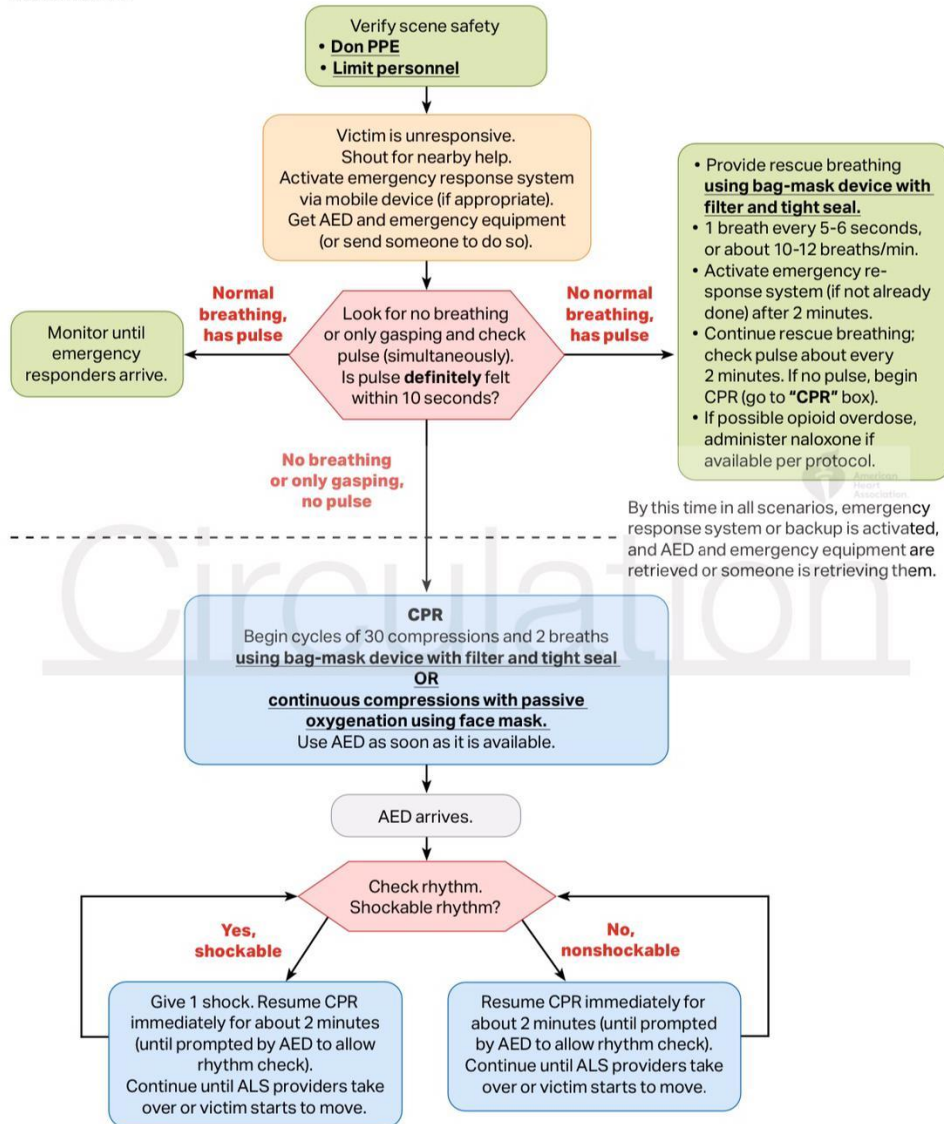 Verify scene safety
• Don PPE
• Limit personnel
Victim is unresponsive.
Shout for nearby help.
Activate emergency response system
via mobile device (if appropriate).
Get AED and emergency equipment
(or send someone to do so).
Normal
breathing,
has pulse
Monitor until
emergency
responders arrive.
Look for no breathing
or only gasping and check
pulse (simultaneously).
Is pulse definitely felt
within 10 seconds?
No normal
breathing,
has pulse
• Provide rescue breathing
using bag-mask device with
filter and tight seal.
• 1 breath every 5-6 seconds,
or about 10-12 breaths/min.
• Activate emergency re-
sponse system (if not already
done) after 2 minutes.
• Continue rescue breathing;
check pulse about every
2 minutes. If no pulse, begin
CPR (go to "CPR" box).
• If possible opioid overdose,
administer naloxone if
available per protocol.
American
Heart
Association.
No breathing
or only gasping,
no pulse
By this time in all scenarios, emergency
response system or backup is activated,
and AED and emergency equipment are
retrieved or someone is retrieving them.
Circulation
CPR
Begin cycles of 30 compressions and 2 breaths
using bag-mask device with filter and tight seal
OR
continuous compressions with passive
oxygenation using face mask.
Use AED as soon as it is available.
AED arrives.
Check rhythm.
Shockable rhythm?
Yes,
shockable
No,
nonshockable
Give 1 shock. Resume CPR
immediately for about 2 minutes
(until prompted by AED to allow
rhythm check).
Continue until ALS providers take
over or victim starts to move.
Resume CPR immediately for
about 2 minutes (until prompted
by AED to allow rhythm check).
Continue until ALS providers take
over or victim starts to move.